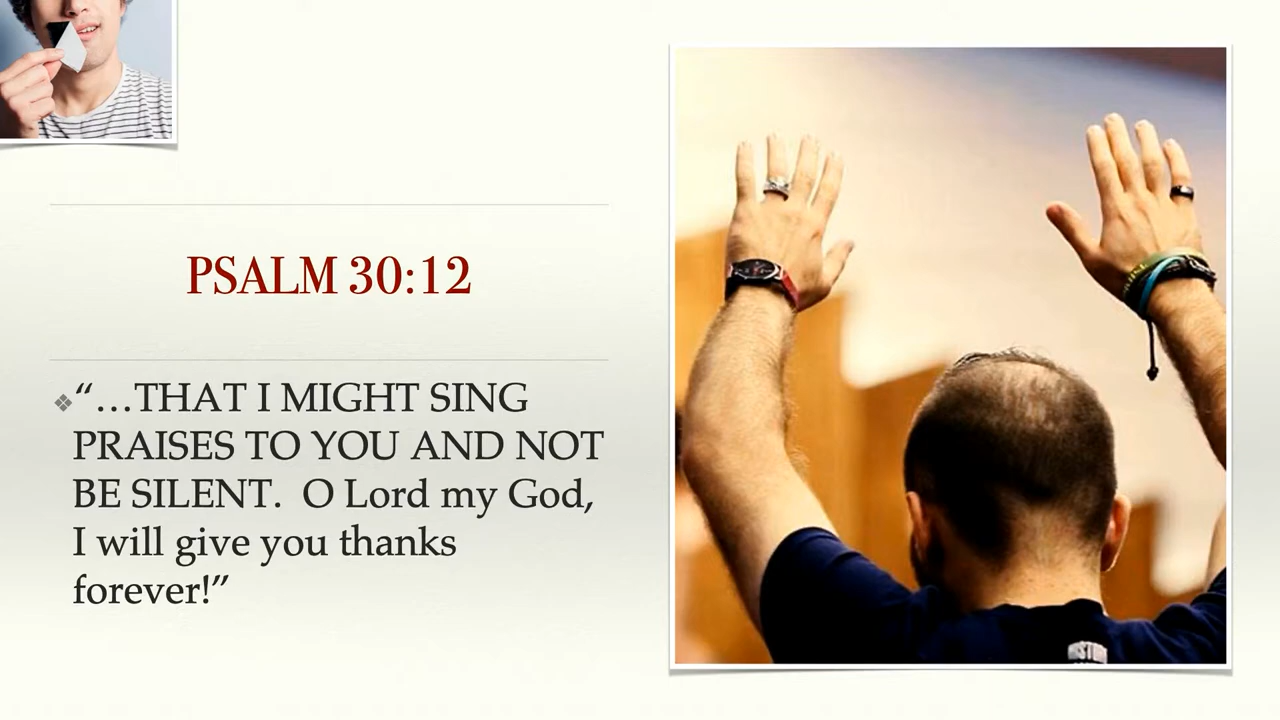 PSALM 30:12
❖“…THAT I MIGHT SING
PRAISES TO YOU AND NOT
BE SILENT.  O Lord my God,
I will give you thanks
forever!”